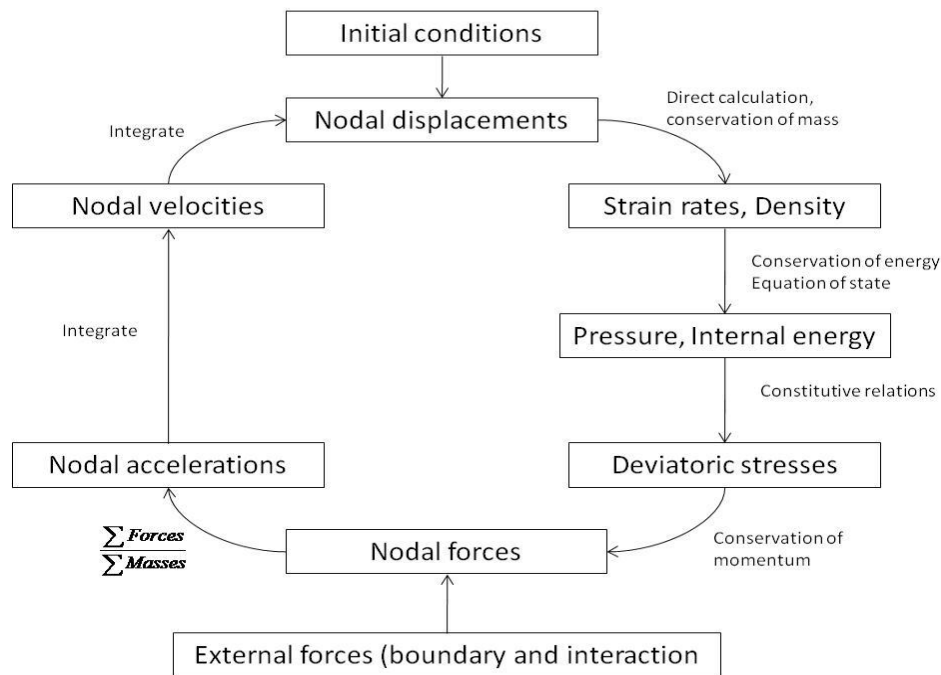 Initial conditions
Nodal displacements
Direct calculation,
conservation of mass
Integrate
Nodal velocities
Strain rates, Density
Conservation of energy
Equation of state
Integrate
Pressure, Internal energy
Constitutive relations
Nodal accelerations
Deviatoric stresses
∑ Forces
∑ Masses
Nodal forces
Conservation of
momentum
External forces (boundary and interaction